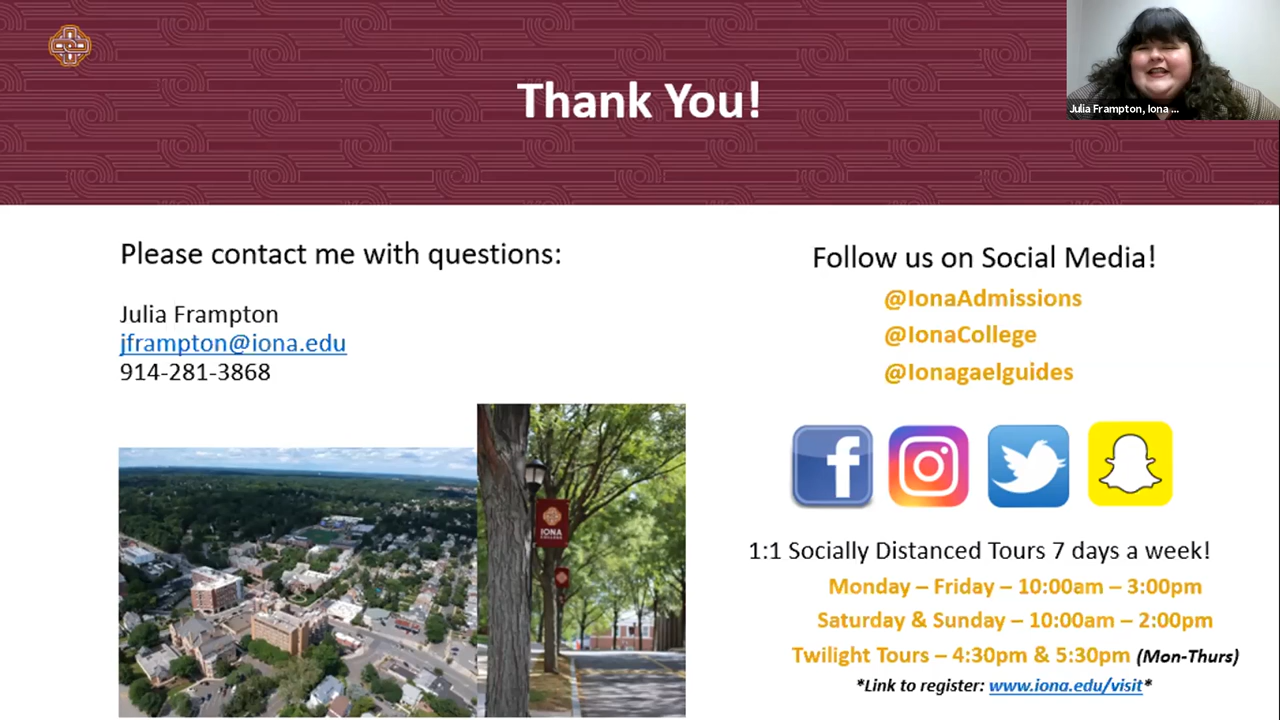 Thank You!
Julia Frampton, Iona ...
Please contact me with questions:
Julia Frampton
jframpton@iona.edu
914-281-3868
IONA
COLLEGE
Follow us on Social Media!
@IonaAdmissions
@IonaCollege
@Ionagaelguides
1:1 Socially Distanced Tours 7 days a week!
Monday – Friday – 10:00am – 3:00pm
Saturday & Sunday – 10:00am – 2:00pm
Twilight Tours – 4:30pm & 5:30pm (Mon-Thurs)
*Link to register: www.iona.edu/visit*